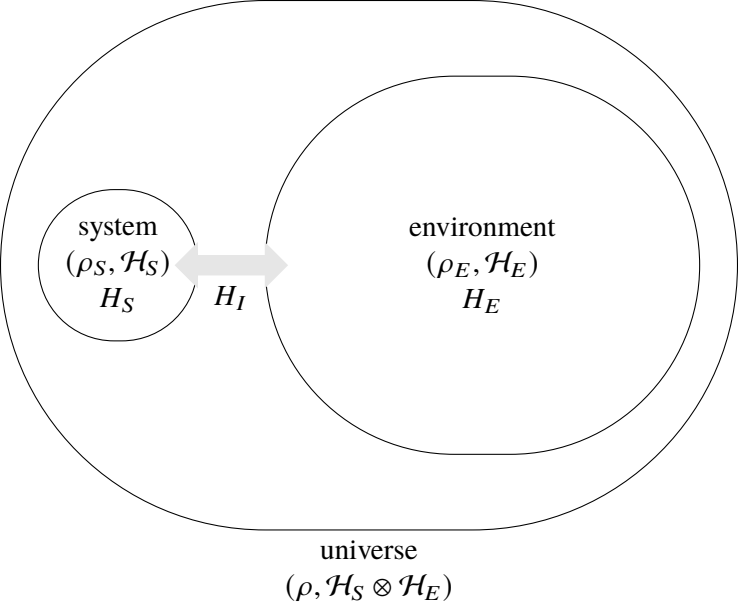 system
(ρ_S, ℋ_S)
H_S
H_I
environment
(ρ_E, ℋ_E)
H_E
universe
(ρ, ℋ_S ⊗ ℋ_E)